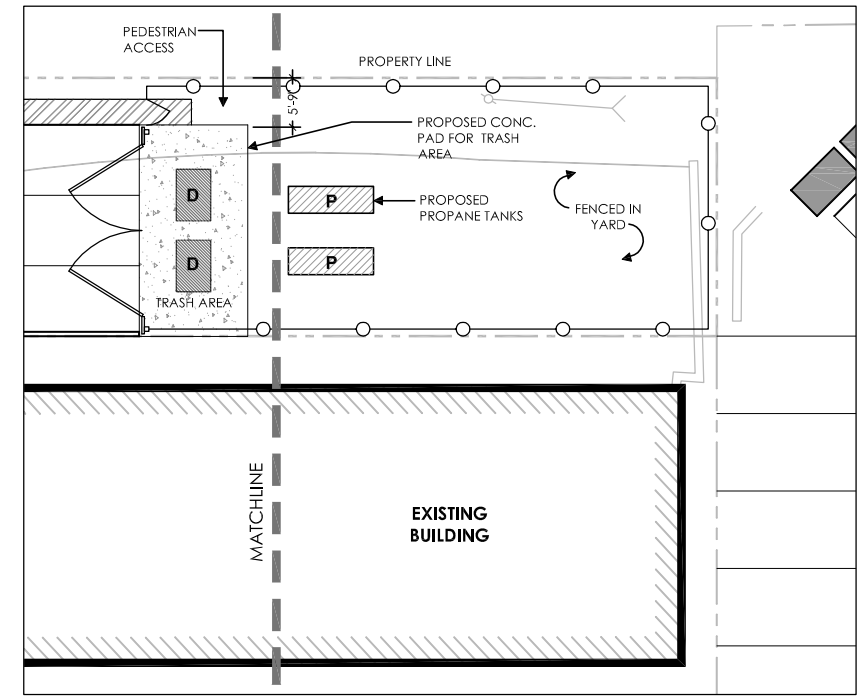 PEDESTRIAN
ACCESS
PROPERTY LINE
5'-9"
PROPOSED CONC.
PAD FOR TRASH
AREA
D
P
PROPOSED
PROPANE TANKS
FENCED IN
YARD
D
P
TRASH AREA
MATCHLINE
EXISTING
BUILDING